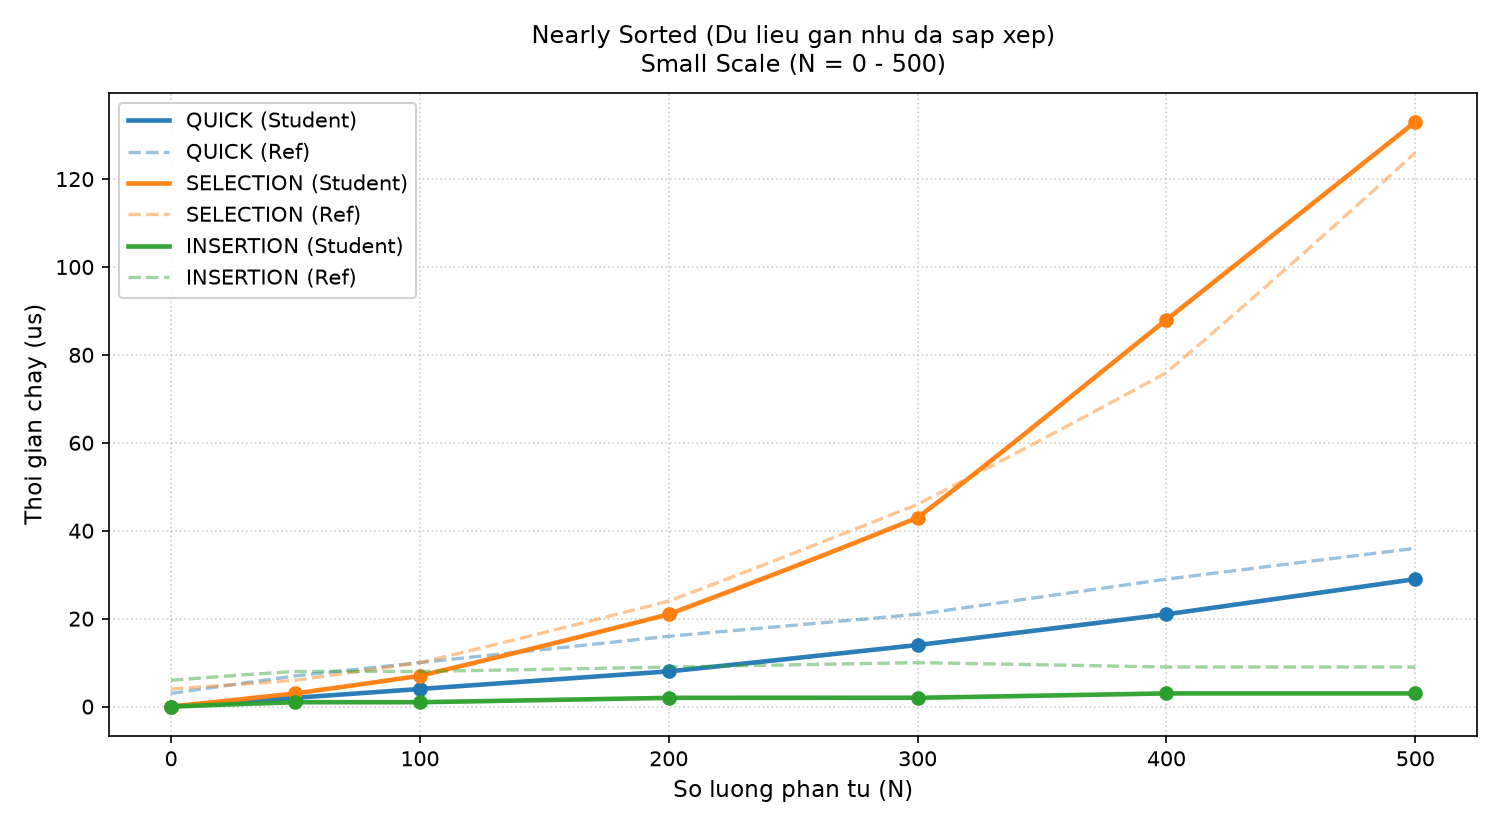 Nearly Sorted (Du lieu gan nhu da sap xep)
Small Scale (N = 0 - 500)
QUICK (Student)
QUICK (Ref)
SELECTION (Student)
SELECTION (Ref)
INSERTION (Student)
INSERTION (Ref)
Thoi gian chay (us)
120
100
80
60
40
20
0
0 100 200 300 400 500
So luong phan tu (N)